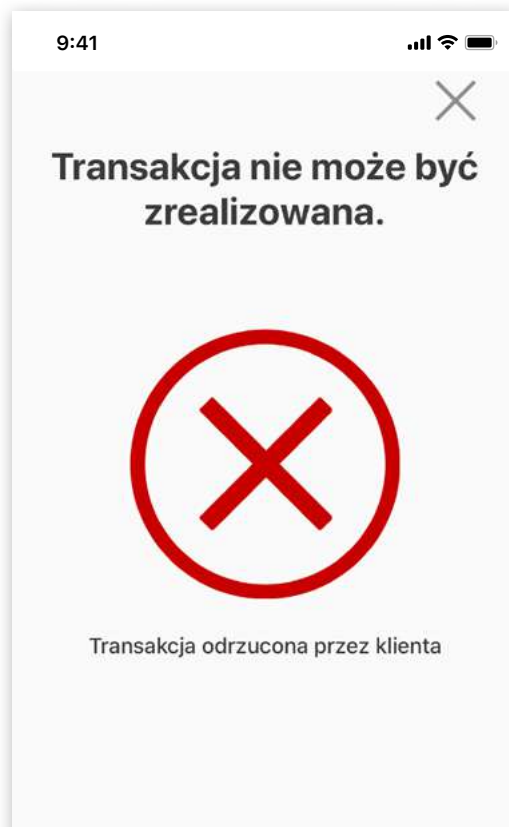 9:41
Transakcja nie może być
zrealizowana.
Transakcja odrzucona przez klienta